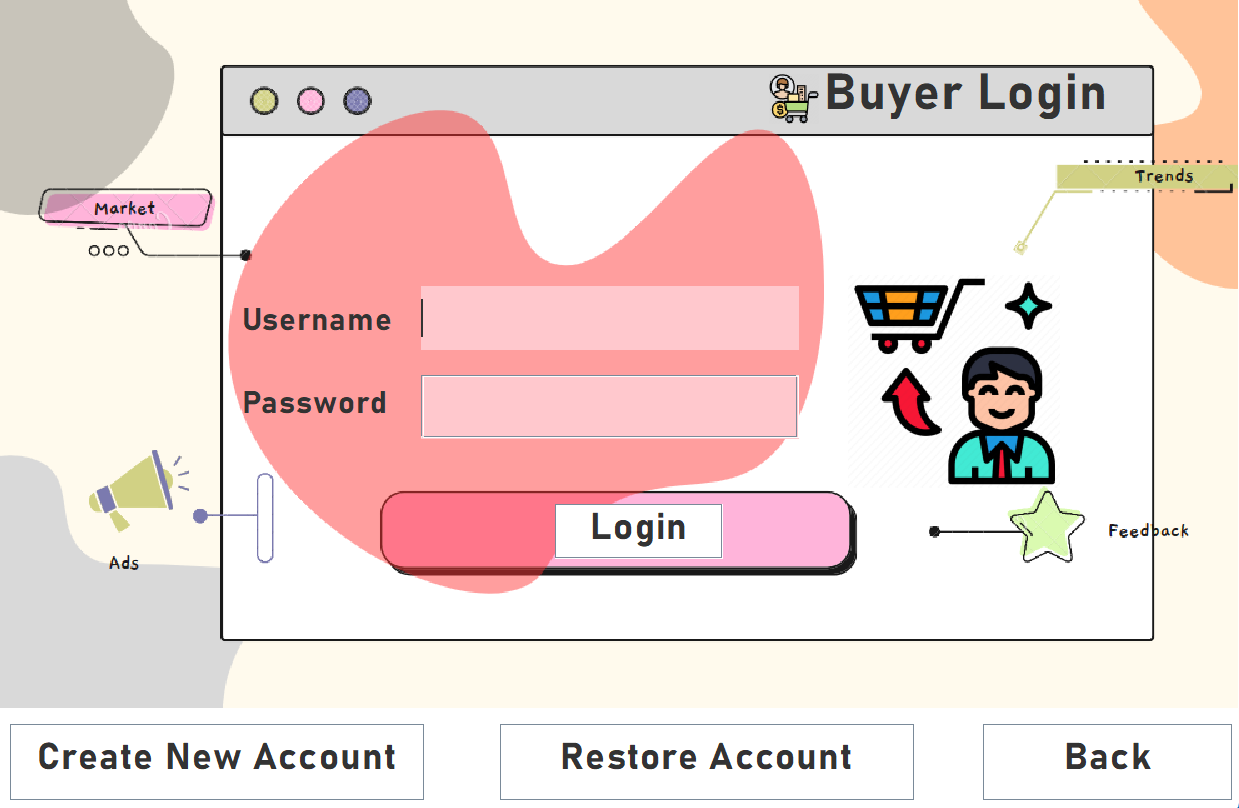 Buyer Login
Trends
Market
Username
Password
Login
Feedback
Ads
Create New Account
Restore Account
Back